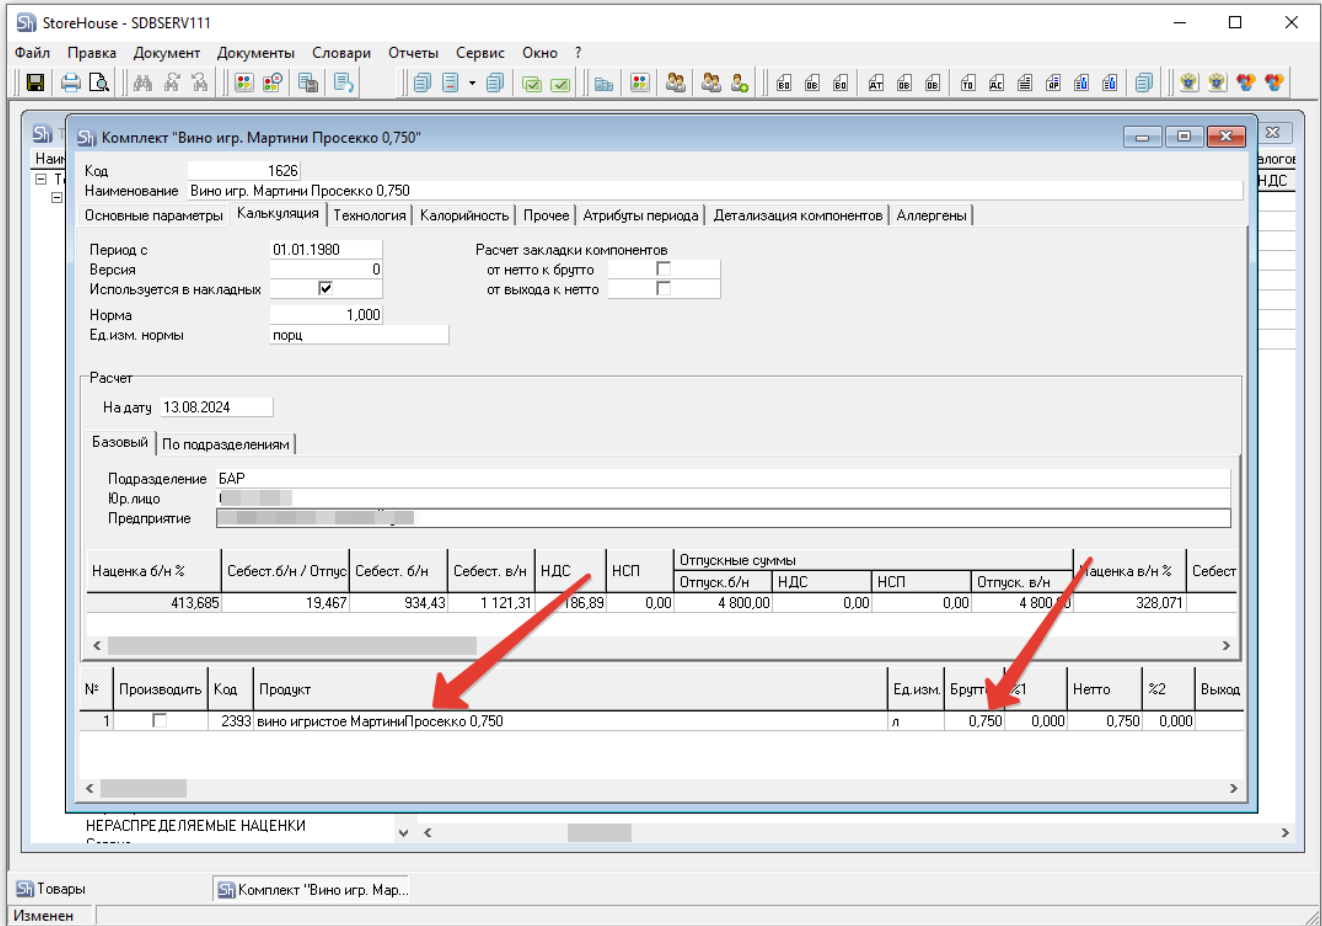 StoreHouse - SDBSERV111
Файл Правка Документ Документы Словари Отчеты Сервис Окно ?
Комплект "Вино игр. Мартини Просекко 0,750"
Код 1626
Наименование Вино игр. Мартини Просекко 0,750
НДС
Основные параметры Калькуляция Технология Калорийность Прочее Атрибуты периода Детализация компонентов Аллергены
Период с 01.01.1980 Расчет закладки компонентов
Версия 0 от нетто к брутто
Используется в накладных от выхода к нетто
Норма 1,000
Ед.изм. нормы порц
Расчет
На дату 13.08.2024
Базовый По подразделениям
Подразделение БАР
Юр.лицо
Предприятие
Наценка б/н % Себест.б/н / Отпус Себест. б/н Себест. в/н НДС НСП Отпускные суммы Наценка в/н % Себест
Отпуск.б/н НДС НСП Отпуск. в/н
413,685 19,467 934,43 1 121,31 186,89 0,00 4 800,00 0,00 0,00 4 800,00 328,071
№ Производить Код Продукт Ед.изм. Брутто %1 Нетто %2 Выход
1 2393 вино игристое МартиниПросекко 0,750 л 0,750 0,000 0,750 0,000
НЕРАСПРЕДЕЛЯЕМЫЕ НАЦЕНКИ
Товары Комплект "Вино игр. Мар...
Изменен